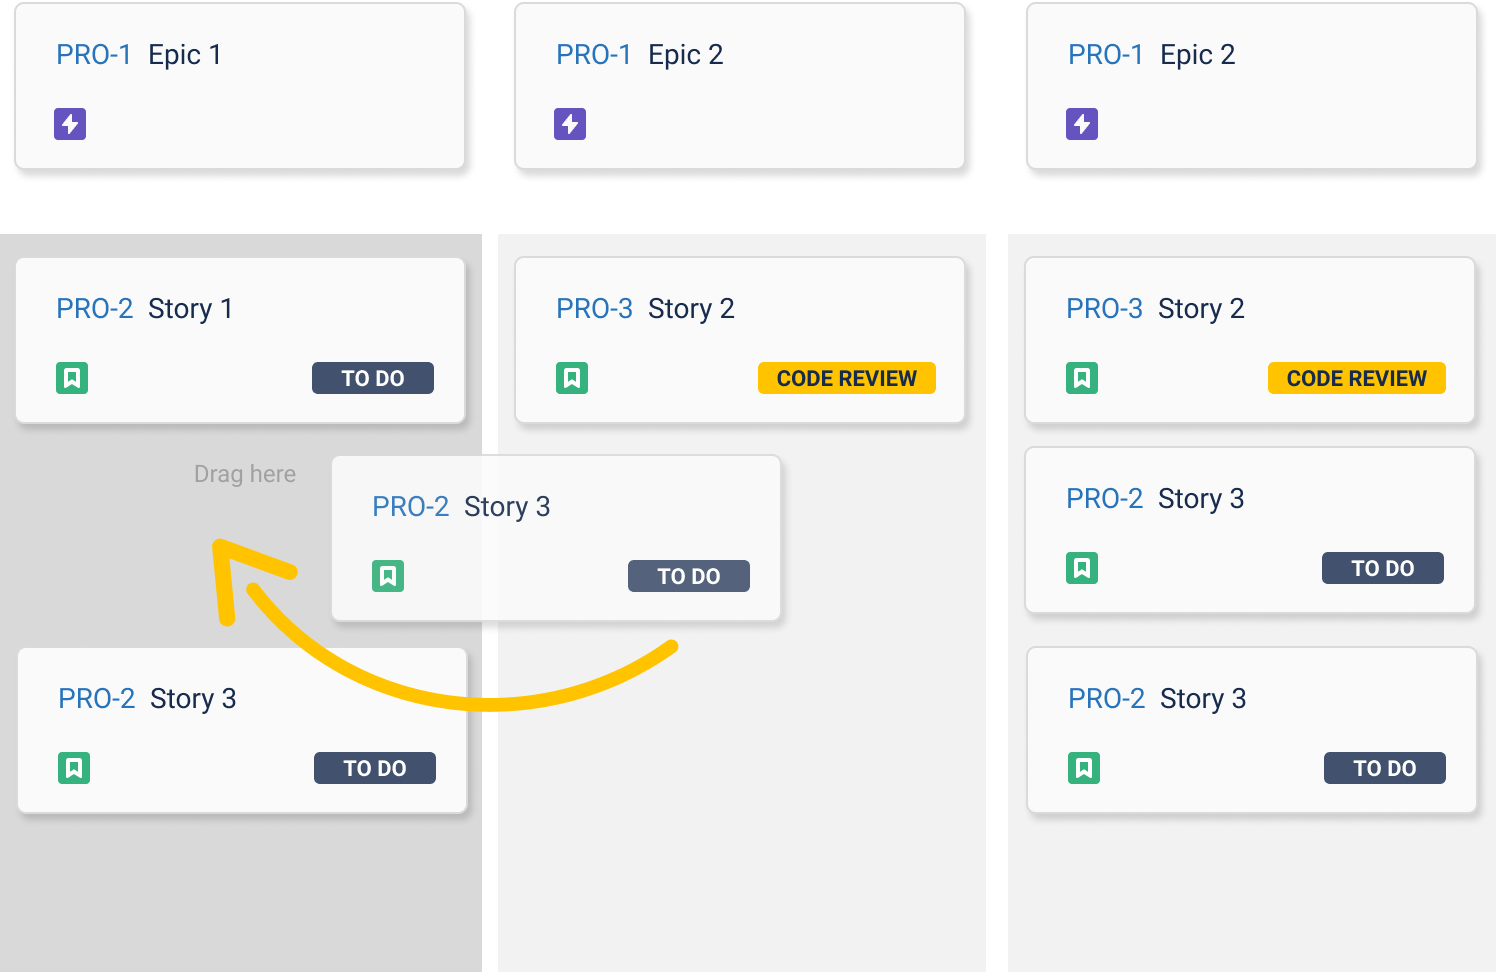 PRO-1 Epic 1
PRO-1 Epic 2
PRO-1 Epic 2
PRO-2 Story 1
TO DO
PRO-3 Story 2
CODE REVIEW
PRO-3 Story 2
CODE REVIEW
Drag here
PRO-2 Story 3
TO DO
PRO-2 Story 3
TO DO
PRO-2 Story 3
TO DO
PRO-2 Story 3
TO DO